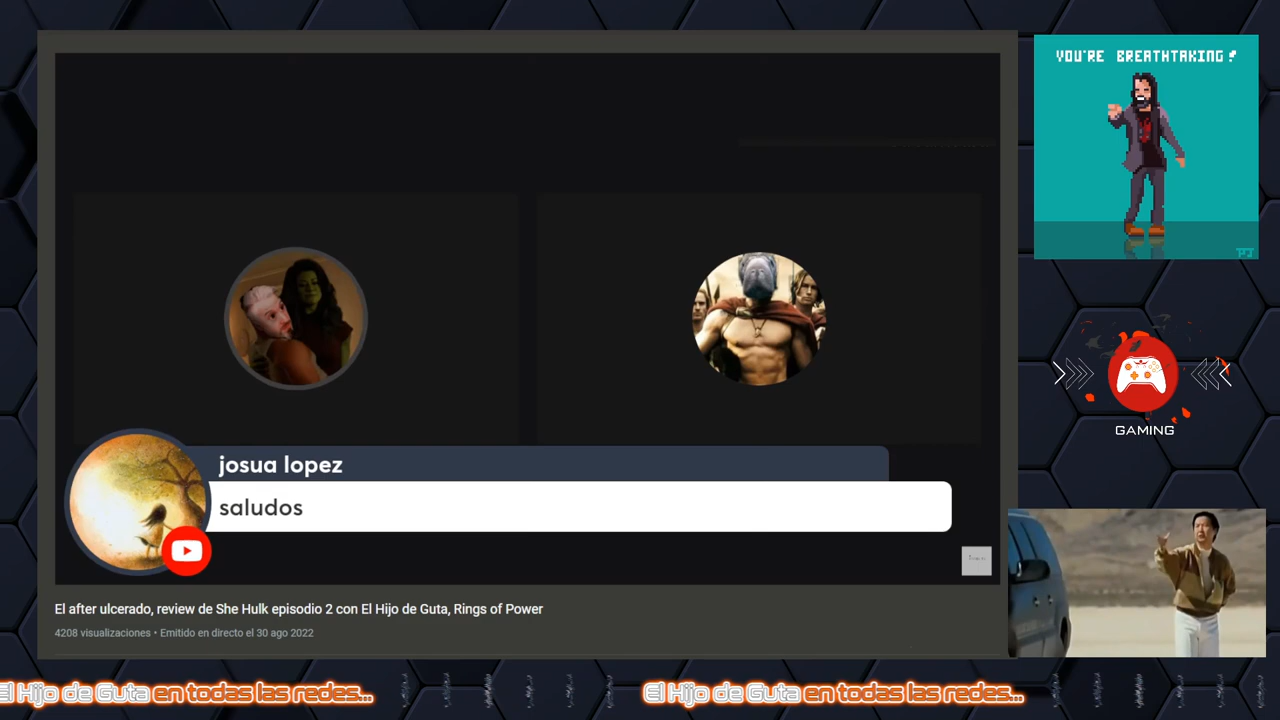 YOU'RE BREATHTAKING!
PJ
josua lopez
saludos
GAMING
El after ulcerado, review de She Hulk episodio 2 con El Hijo de Guta, Rings of Power
4208 visualizaciones • Emitido en directo el 30 ago 2022
El Hijo de Guta en todas las redes... El Hijo de Guta en todas las redes...